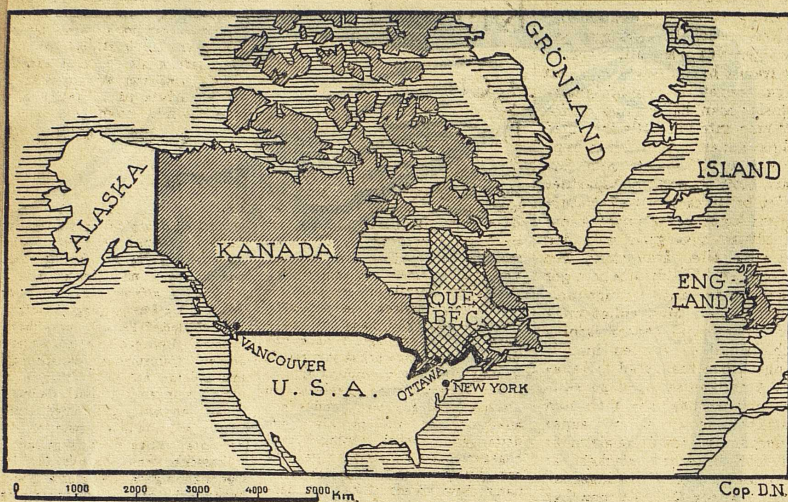 GRÖNLAND
ISLAND
ALASKA
KANADA
QUE-
BEC
ENG
LAND
VANCOUVER
U. S. A.
OTTAWA
NEW YORK
0 1000 2000 3000 4000 5000 Km.
Cop. D.N.